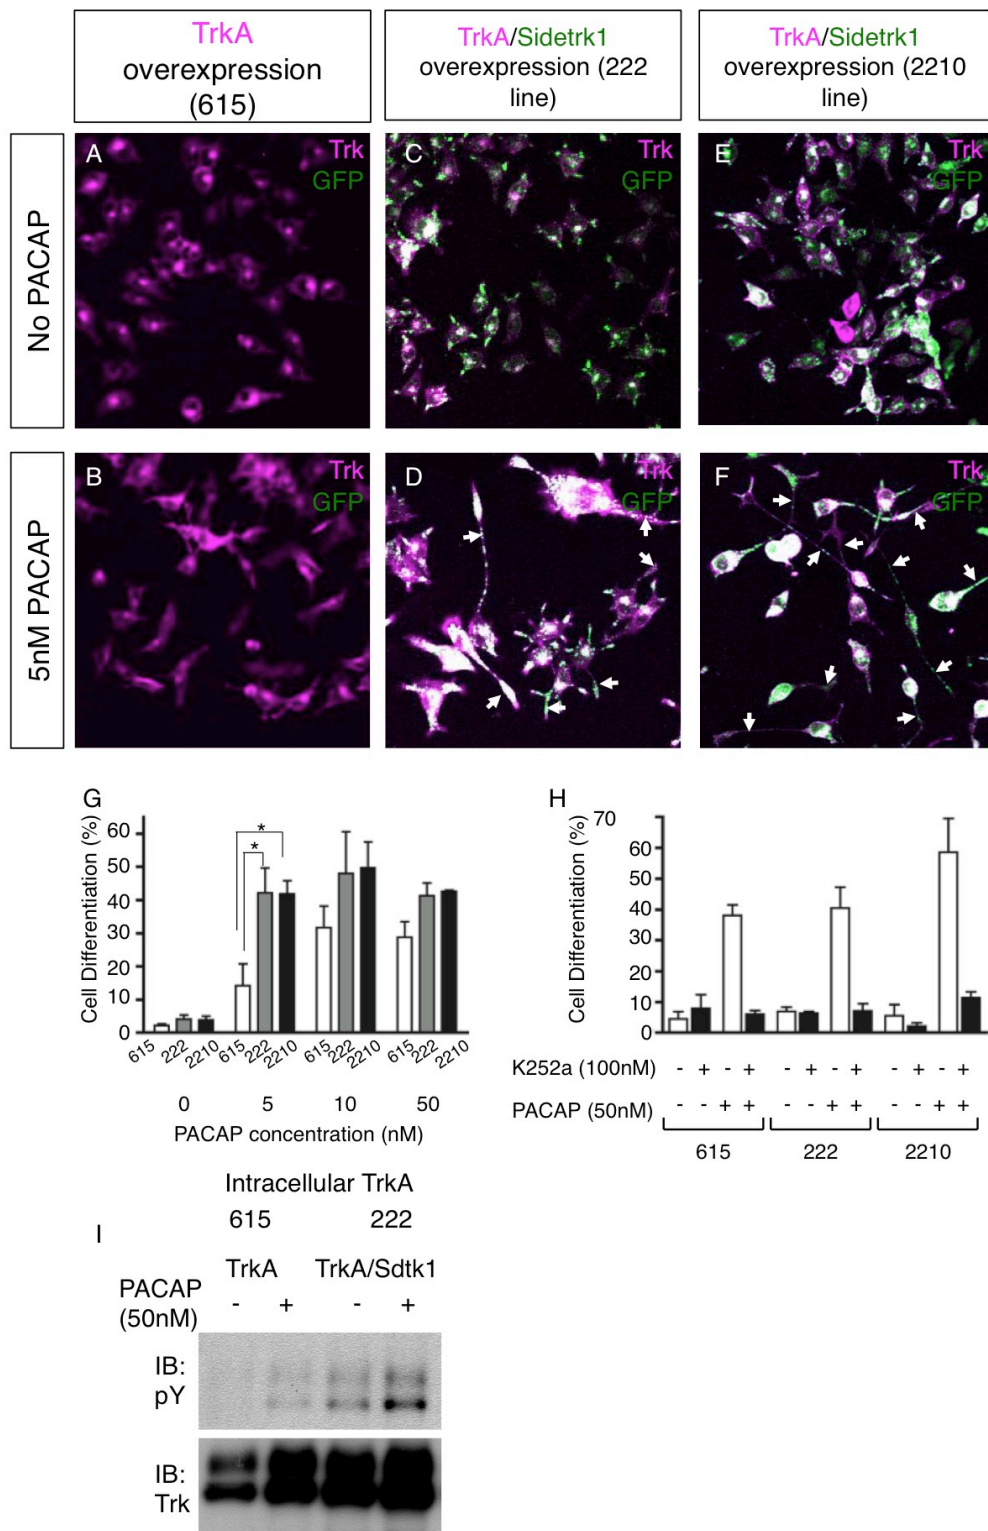 TrkA
overexpression
(615)
TrkA/Sidetrk1
overexpression (222
line)
TrkA/Sidetrk1
overexpression (2210
line)
No PACAP
A
Trk
GFP
C
Trk
GFP
E
Trk
GFP
5nM PACAP
B
Trk
GFP
D
Trk
GFP
F
Trk
GFP
G
Cell Differentiation (%)
60
50
40
30
20
10
0
*
*
615 222 2210 615 222 2210 615 222 2210 615 222 2210
0 5 10 50
PACAP concentration (nM)
H
Cell Differentiation (%)
70
60
50
40
30
20
10
0
K252a (100nM) - + - + - + - + - + - +
PACAP (50nM) - - + + - - + + - - + +
615 222 2210
I
Intracellular TrkA
615 222
TrkA TrkA/Sdtk1
PACAP
(50nM) - + - +
IB:
pY
IB:
Trk